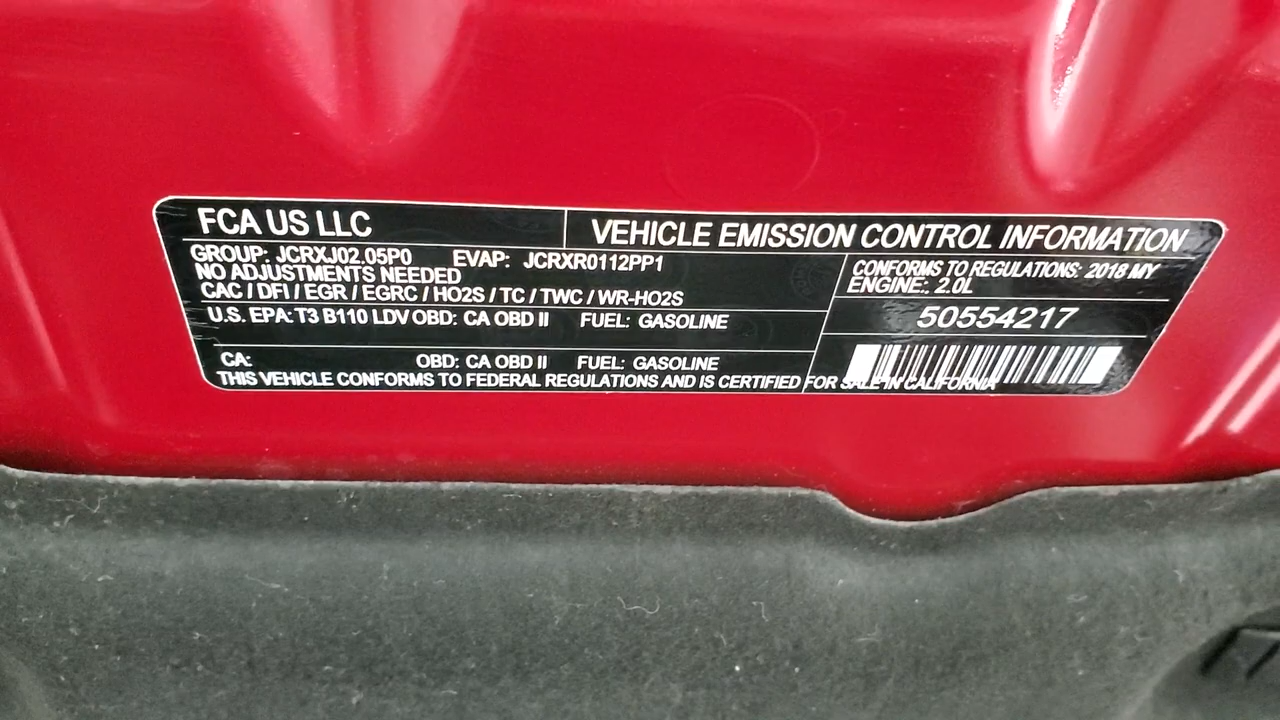 FCA US LLC
VEHICLE EMISSION CONTROL INFORMATION
GROUP: JCRXJ02.05P0 EVAP: JCRXR0112PP1
NO ADJUSTMENTS NEEDED
CAC / DFI / EGR / EGRC / HO2S / TC / TWC / WR-HO2S
CONFORMS TO REGULATIONS: 2018 MY
ENGINE: 2.0L
U.S. EPA: T3 B110 LDV OBD: CA OBD II FUEL: GASOLINE
50554217
CA: OBD: CA OBD II FUEL: GASOLINE
THIS VEHICLE CONFORMS TO FEDERAL REGULATIONS AND IS CERTIFIED FOR SALE IN CALIFORNIA